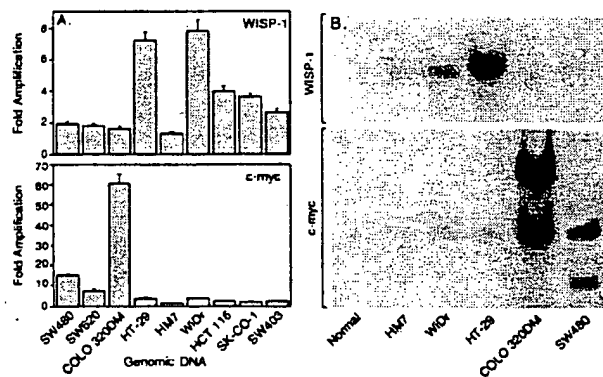 A.
WISP-1
Fold Amplification
8
6
4
2
0
c-myc
Fold Amplification
70
60
50
40
30
20
10
0
SW480
SW620
COLO 320DM
HT-29
HM7
WiDr
HCT 116
SK-CO-1
SW403
Genomic DNA
B.
WISP-1
c-myc
Normal
HM7
WiDr
HT-29
COLO 320DM
SW480